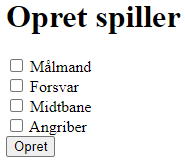 Opret spiller
Målmand
Forsvar
Midtbane
Angriber
Opret